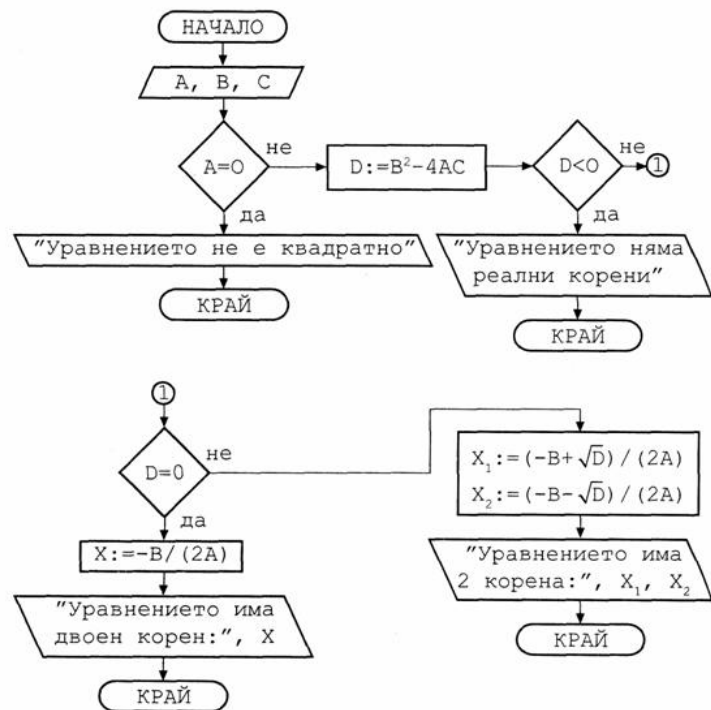 НАЧАЛО
A, B, C
A=0
не
да
D:=B²-4AC
D<0
не
1
да
"Уравнението не е квадратно"
КРАЙ
"Уравнението няма
реални корени"
КРАЙ
1
D=0
не
да
X:=-B/(2A)
"Уравнението има
двоен корен:", X
КРАЙ
X₁:=(-B+√D)/(2A)
X₂:=(-B-√D)/(2A)
"Уравнението има
2 корена:", X₁, X₂
КРАЙ